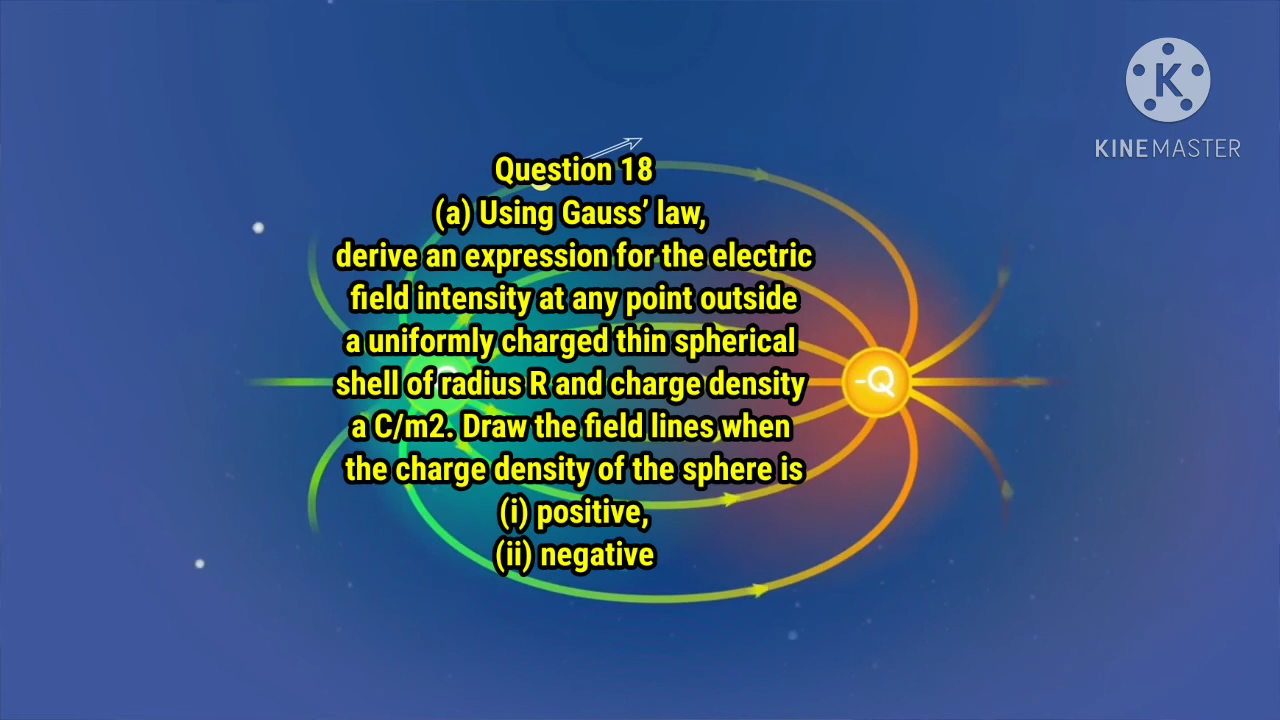 KINEMASTER
Question 18
(a) Using Gauss’ law,
derive an expression for the electric
field intensity at any point outside
a uniformly charged thin spherical
shell of radius R and charge density
a C/m2. Draw the field lines when
the charge density of the sphere is
(i) positive,
(ii) negative
-Q